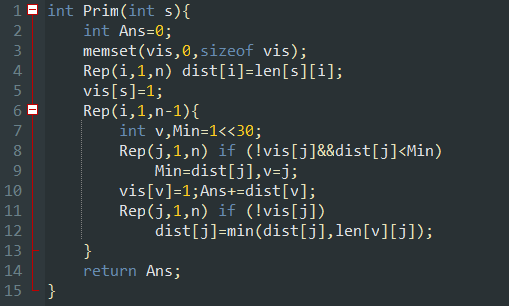 1 int Prim(int s){
2 int Ans=0;
3 memset(vis,0,sizeof vis);
4 Rep(i,1,n) dist[i]=len[s][i];
5 vis[s]=1;
6 Rep(i,1,n-1){
7 int v,Min=1<<30;
8 Rep(j,1,n) if (!vis[j]&&dist[j]<Min)
9 Min=dist[j],v=j;
10 vis[v]=1;Ans+=dist[v];
11 Rep(j,1,n) if (!vis[j])
12 dist[j]=min(dist[j],len[v][j]);
13 }
14 return Ans;
15 }